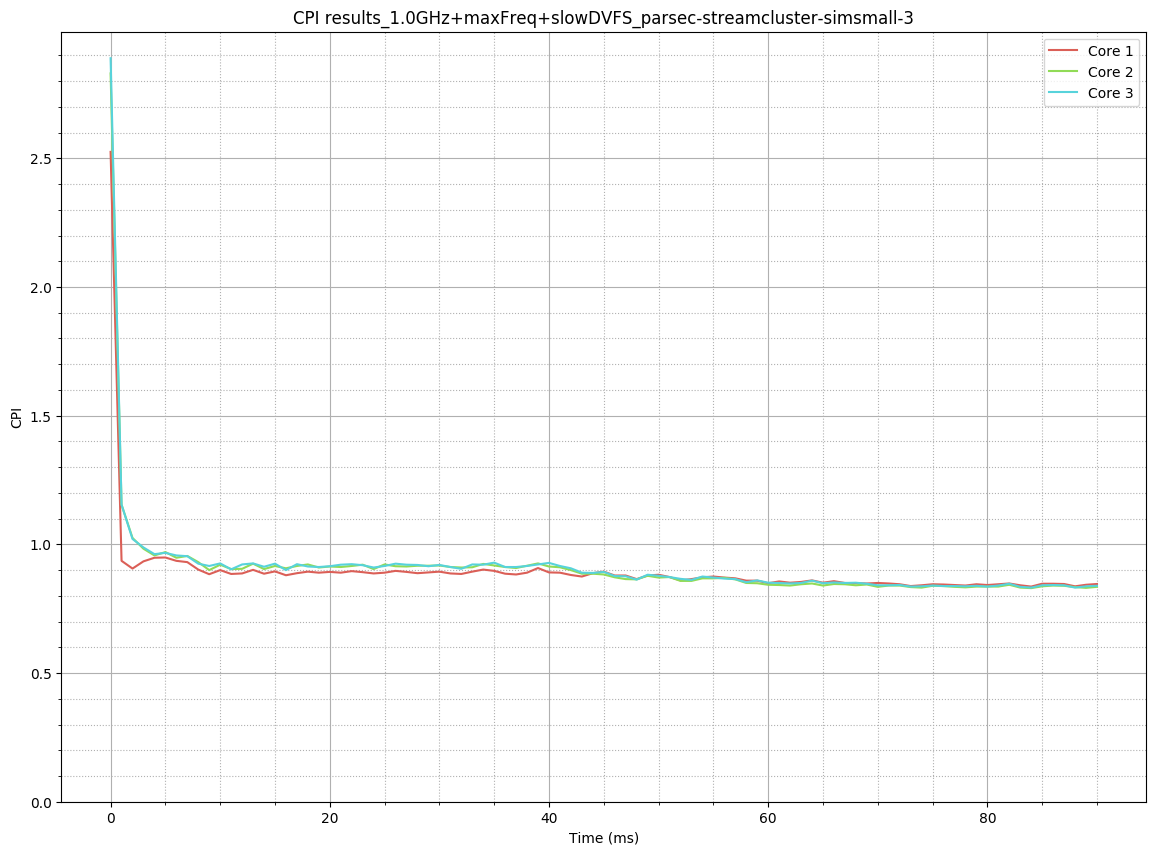 CPI results_1.0GHz+maxFreq+slowDVFS_parsec-streamcluster-simsmall-3
Core 1
Core 2
Core 3
2.5
2.0
1.5
1.0
0.5
0.0
CPI
0 20 40 60 80
Time (ms)